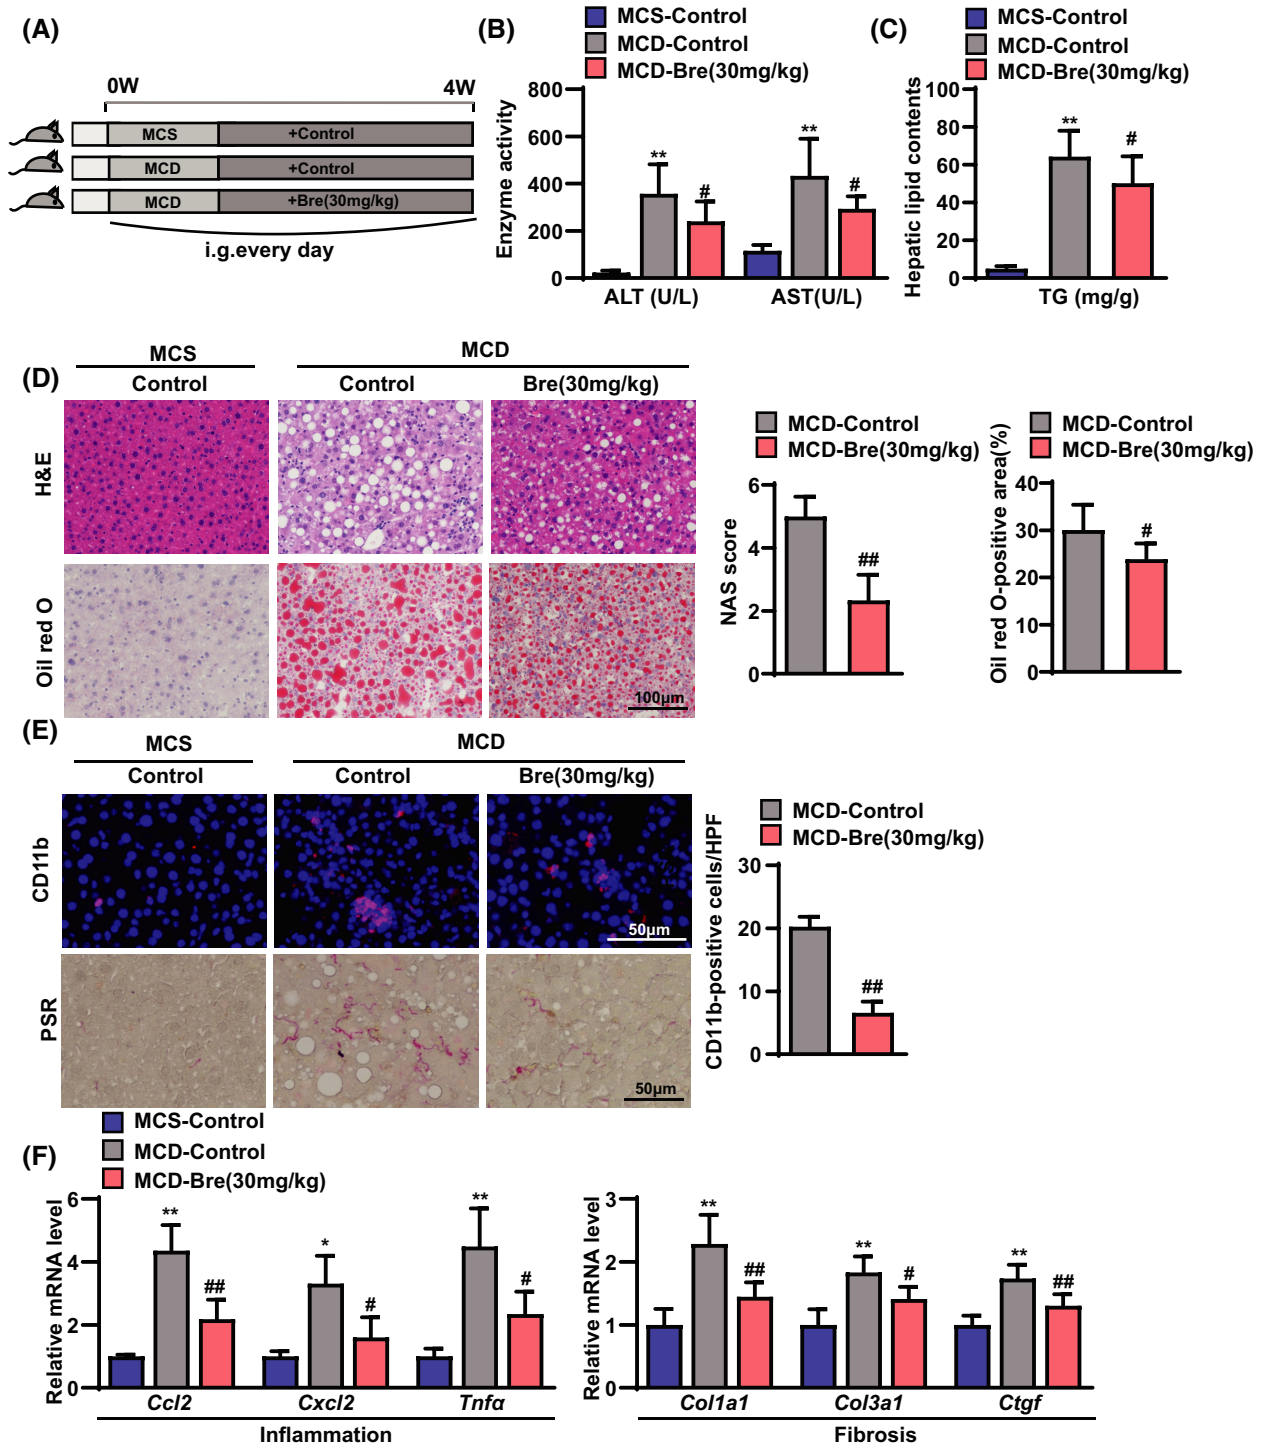 (A)
0W 4W
MCS +Control
MCD +Control
MCD +Bre(30mg/kg)
i.g.every day
(B)
MCS-Control
MCD-Control
MCD-Bre(30mg/kg)
Enzyme activity
800
600
400
200
0
** # ** #
ALT (U/L) AST(U/L)
(C)
MCS-Control
MCD-Control
MCD-Bre(30mg/kg)
Hepatic lipid contents
100
80
60
40
20
0
** #
TG (mg/g)
(D)
MCS MCD
Control Control Bre(30mg/kg)
H&E
Oil red O
100μm
MCD-Control
MCD-Bre(30mg/kg)
NAS score
6
4
2
0
##
MCD-Control
MCD-Bre(30mg/kg)
Oil red O-positive area(%)
40
30
20
10
0
#
(E)
MCS MCD
Control Control Bre(30mg/kg)
CD11b
50μm
PSR
50μm
MCD-Control
MCD-Bre(30mg/kg)
CD11b-positive cells/HPF
30
20
10
0
##
(F)
MCS-Control
MCD-Control
MCD-Bre(30mg/kg)
Relative mRNA level
6
4
2
0
** ## * # ** #
Ccl2 Cxcl2 Tnfα
Inflammation
Relative mRNA level
3
2
1
0
** ## ** # ** ##
Col1a1 Col3a1 Ctgf
Fibrosis